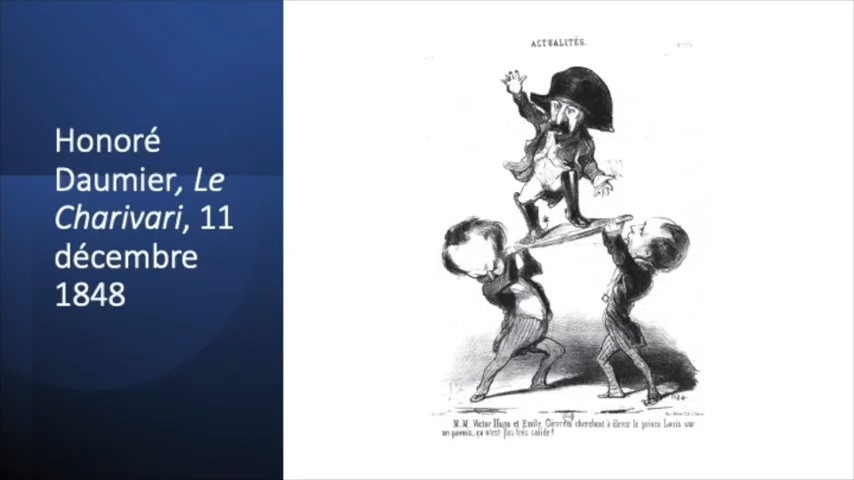 Honoré
Daumier, Le
Charivari, 11
décembre
1848
ACTUALITÉS.
M.M. Victor Hugo et Emile Girardin cherchent à élever le prince Louis sur
un pavois, ça n'est pas très solide!